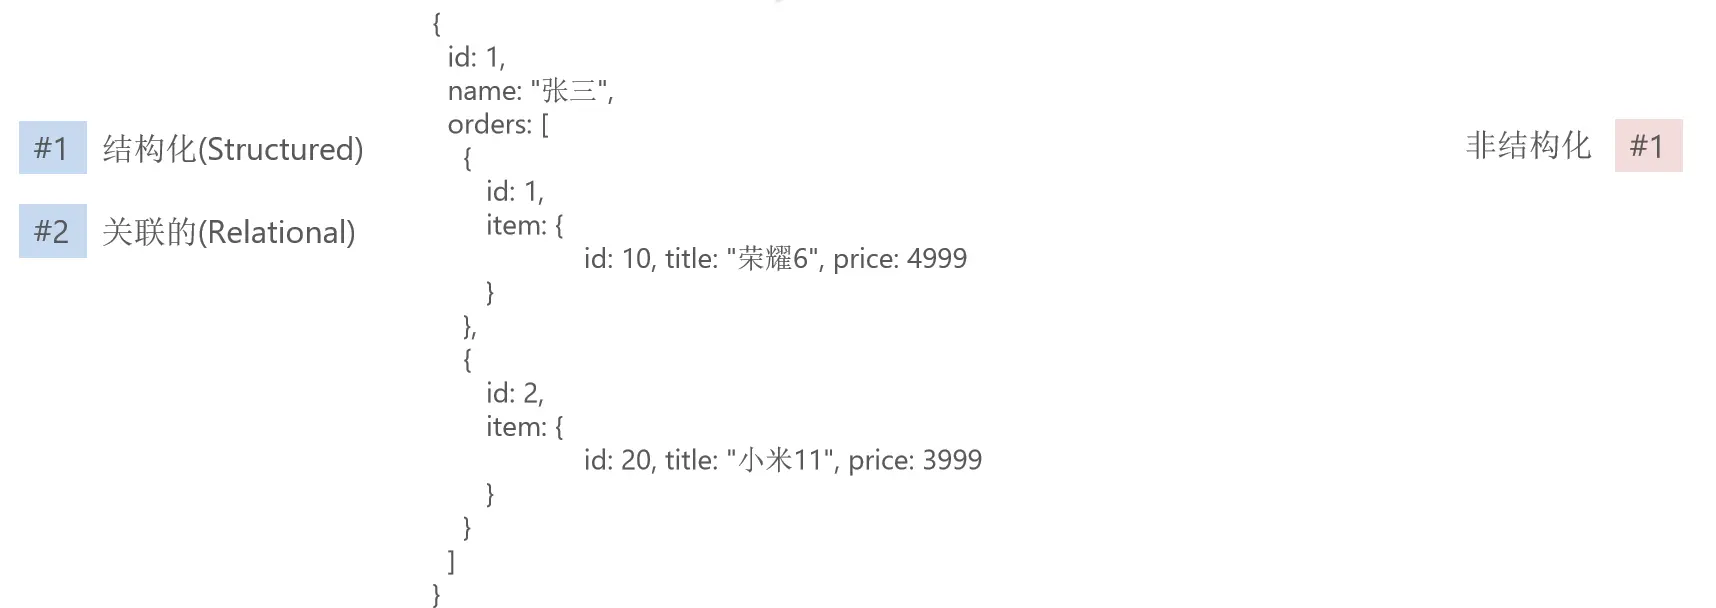 {
id: 1,
name: "张三",
orders: [
#1 结构化(Structured)
非结构化 #1
{
id: 1,
#2 关联的(Relational)
item: {
id: 10, title: "荣耀6", price: 4999
}
},
{
id: 2,
item: {
id: 20, title: "小米11", price: 3999
}
}
]
}